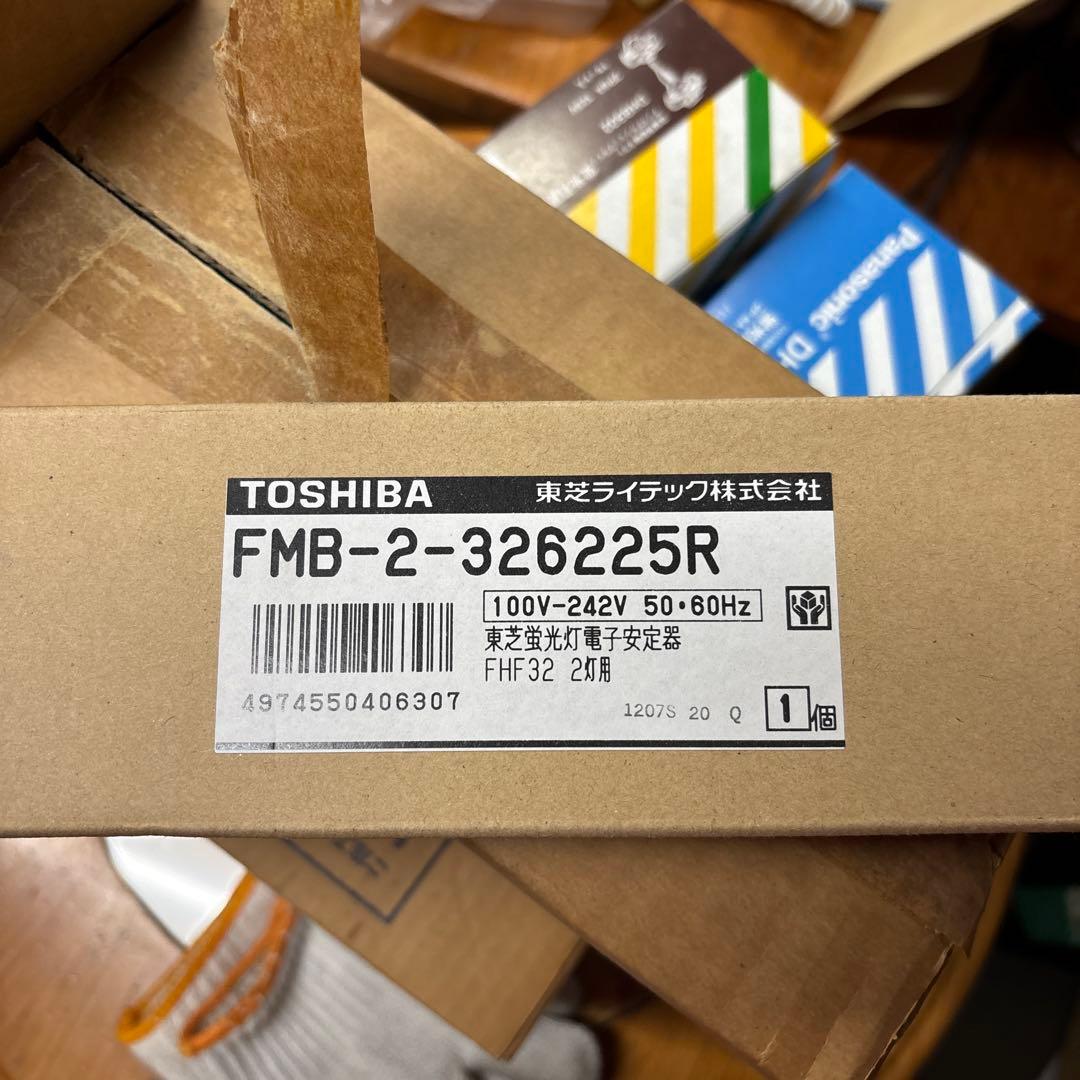 Panasonic
TOSHIBA 東芝ライテック株式会社
FMB-2-326225R
100V-242V 50・60Hz
東芝蛍光灯電子安定器
FHF32 2灯用
4974550406307
1207S 20 Q
1個